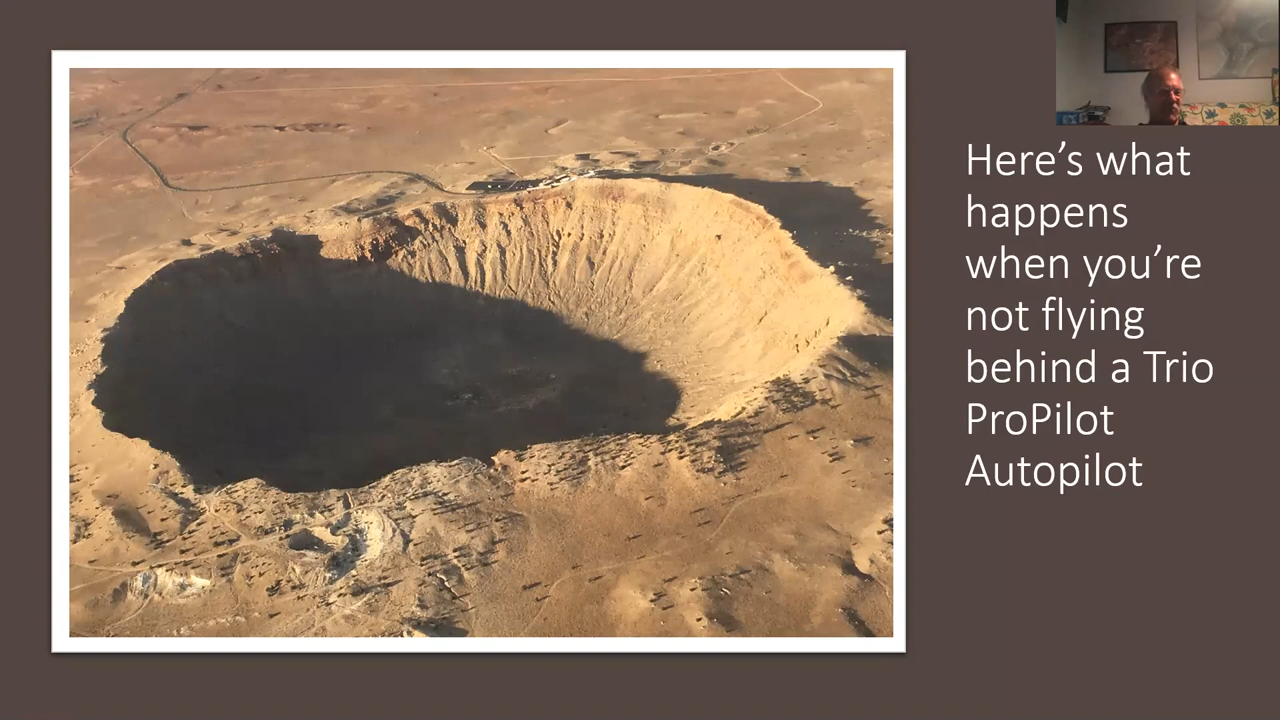 Here’s what
happens
when you’re
not flying
behind a Trio
ProPilot
Autopilot